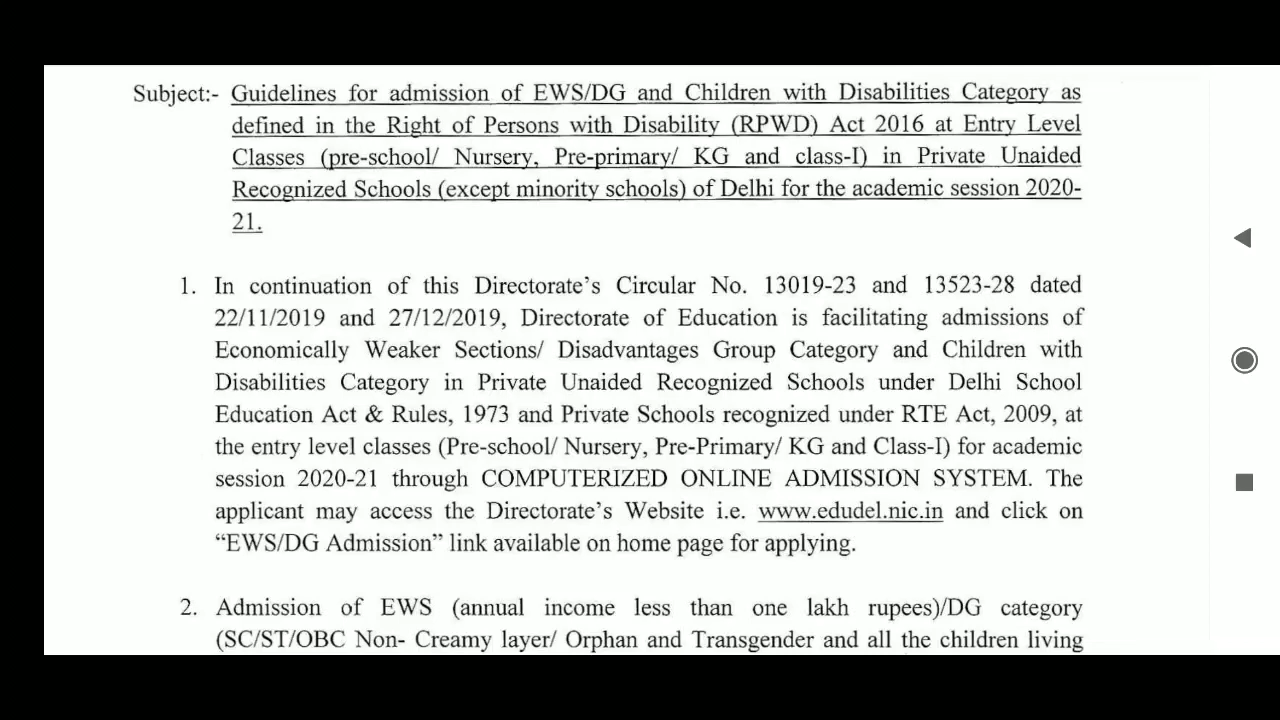 Subject:- Guidelines for admission of EWS/DG and Children with Disabilities Category as
defined in the Right of Persons with Disability (RPWD) Act 2016 at Entry Level
Classes (pre-school/ Nursery, Pre-primary/ KG and class-I) in Private Unaided
Recognized Schools (except minority schools) of Delhi for the academic session 2020-
21.
1. In continuation of this Directorate's Circular No. 13019-23 and 13523-28 dated
22/11/2019 and 27/12/2019, Directorate of Education is facilitating admissions of
Economically Weaker Sections/ Disadvantages Group Category and Children with
Disabilities Category in Private Unaided Recognized Schools under Delhi School
Education Act & Rules, 1973 and Private Schools recognized under RTE Act, 2009, at
the entry level classes (Pre-school/ Nursery, Pre-Primary/ KG and Class-I) for academic
session 2020-21 through COMPUTERIZED ONLINE ADMISSION SYSTEM. The
applicant may access the Directorate's Website i.e. www.edudel.nic.in and click on
"EWS/DG Admission" link available on home page for applying.
2. Admission of EWS (annual income less than one lakh rupees)/DG category
(SC/ST/OBC Non- Creamy layer/ Orphan and Transgender and all the children living